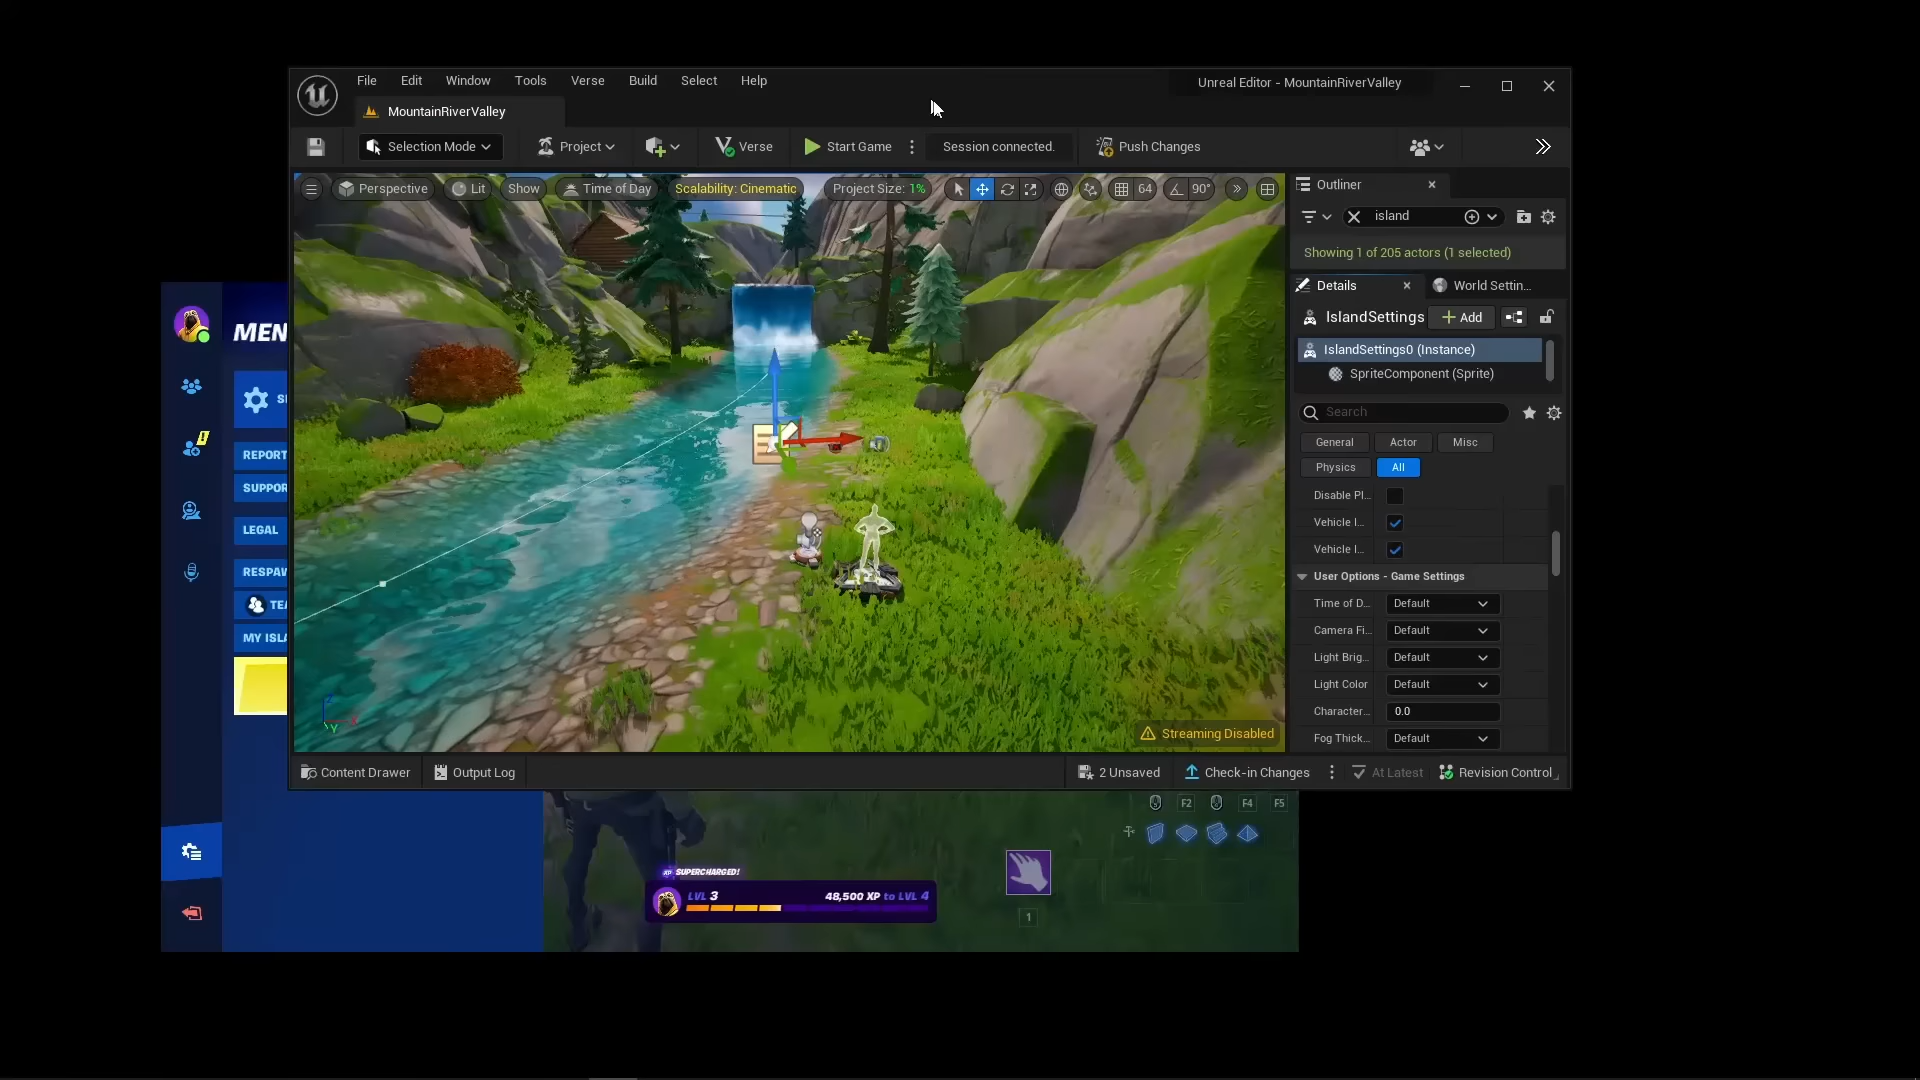 File Edit Window Tools Verse Build Select Help
Unreal Editor - MountainRiverValley
MountainRiverValley
Selection Mode Project Verse Start Game Session connected. Push Changes
Perspective Lit Show Time of Day Scalability: Cinematic Project Size: 1% 64 90°
Outliner
island
Showing 1 of 205 actors (1 selected)
Details World Settin...
IslandSettings Add
IslandSettings0 (Instance)
SpriteComponent (Sprite)
Search
General Actor Misc
Physics All
Disable Pl...
Vehicle I...
Vehicle I...
User Options - Game Settings
Time of D... Default
Camera Fi... Default
Light Brig... Default
Light Color Default
Character... 0.0
Fog Thick... Default
Streaming Disabled
Content Drawer Output Log 2 Unsaved Check-in Changes At Latest Revision Control
MEN
REPORT
SUPPOR
LEGAL
RESPAW
TEA
MY ISLA
F2 F4 F5
XP SUPERCHARGED!
LVL 3 48,500 XP to LVL 4
1